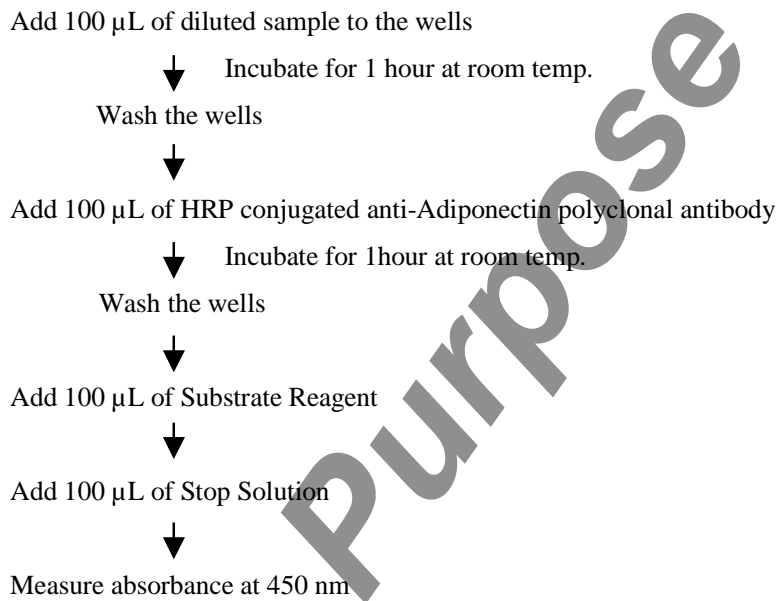 Add 100 µL of diluted sample to the wells
Incubate for 1 hour at room temp.
Wash the wells
Add 100 µL of HRP conjugated anti-Adiponectin polyclonal antibody
Incubate for 1hour at room temp.
Wash the wells
Add 100 µL of Substrate Reagent
Add 100 µL of Stop Solution
Measure absorbance at 450 nm
Purpose